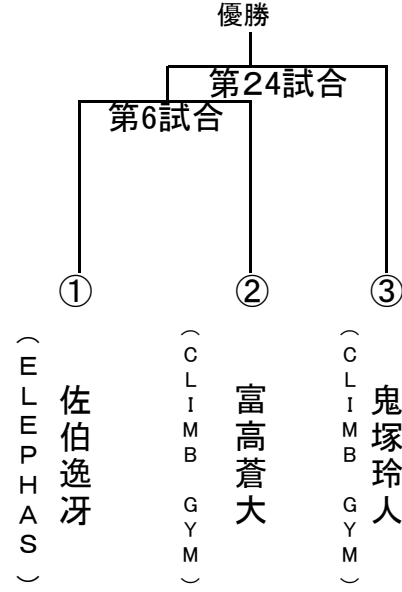 優勝
第24試合
第6試合
①
②
③
(ELEPHAS)
佐伯逸冴
(CLIMB GYM)
富高蒼大
(CLIMB GYM)
鬼塚玲人